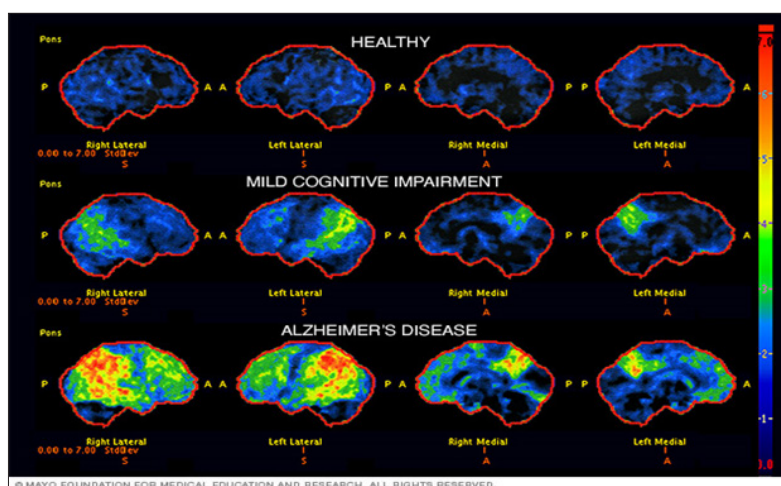 HEALTHY
Pons
P A A P A P P A
Right Lateral Left Lateral Right Medial Left Medial
0.00 to 7.00 StdDev
S S A A
MILD COGNITIVE IMPAIRMENT
Pons
P A A P A P P A
Right Lateral Left Lateral Right Medial Left Medial
0.00 to 7.00 StdDev
S S A A
ALZHEIMER'S DISEASE
Pons
P A A P A P P A
Right Lateral Left Lateral Right Medial Left Medial
0.00 to 7.00 StdDev
S S A A
7.0
6
5
4
3
2
1
0.0
© MAYO FOUNDATION FOR MEDICAL EDUCATION AND RESEARCH. ALL RIGHTS RESERVED.